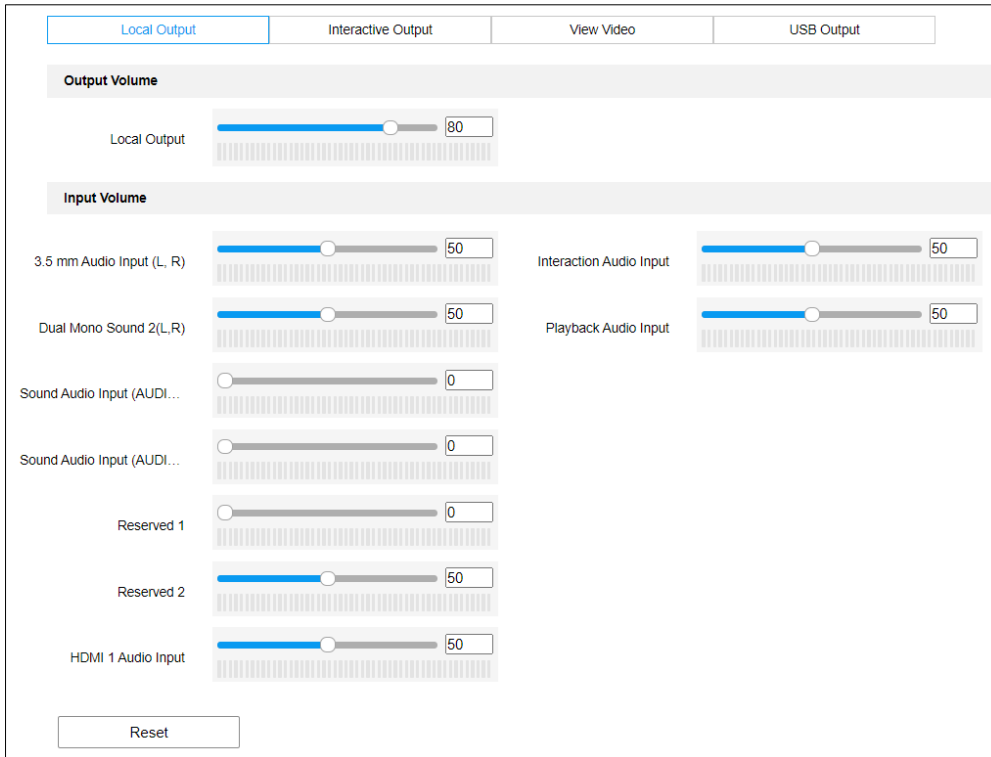 Local Output Interactive Output View Video USB Output
Output Volume
Local Output 80
Input Volume
3.5 mm Audio Input (L, R) 50 Interaction Audio Input 50
Dual Mono Sound 2(L,R) 50 Playback Audio Input 50
Sound Audio Input (AUDI... 0
Sound Audio Input (AUDI... 0
Reserved 1 0
Reserved 2 50
HDMI 1 Audio Input 50
Reset